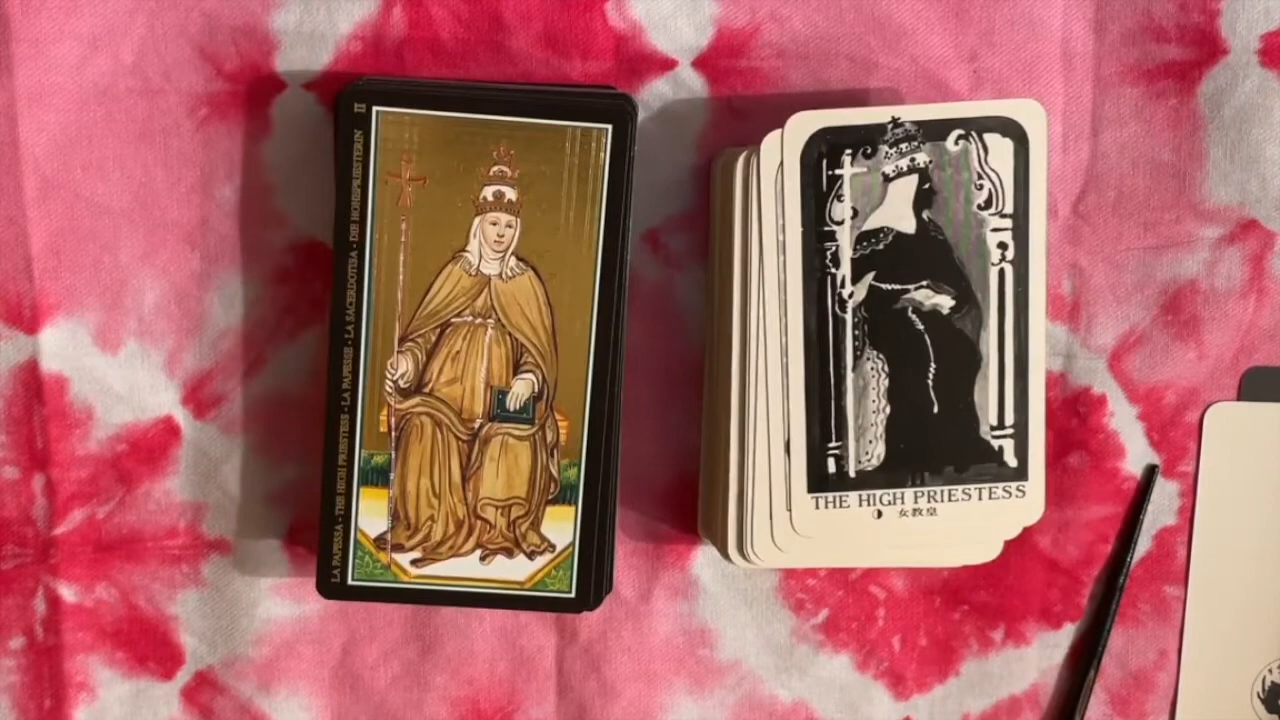 LA PAPESSA - THE HIGH PRIESTESS - LA PAPESSE - LA SACERDOTISA - DIE HOHEPRIESTERIN II
THE HIGH PRIESTESS
女教皇